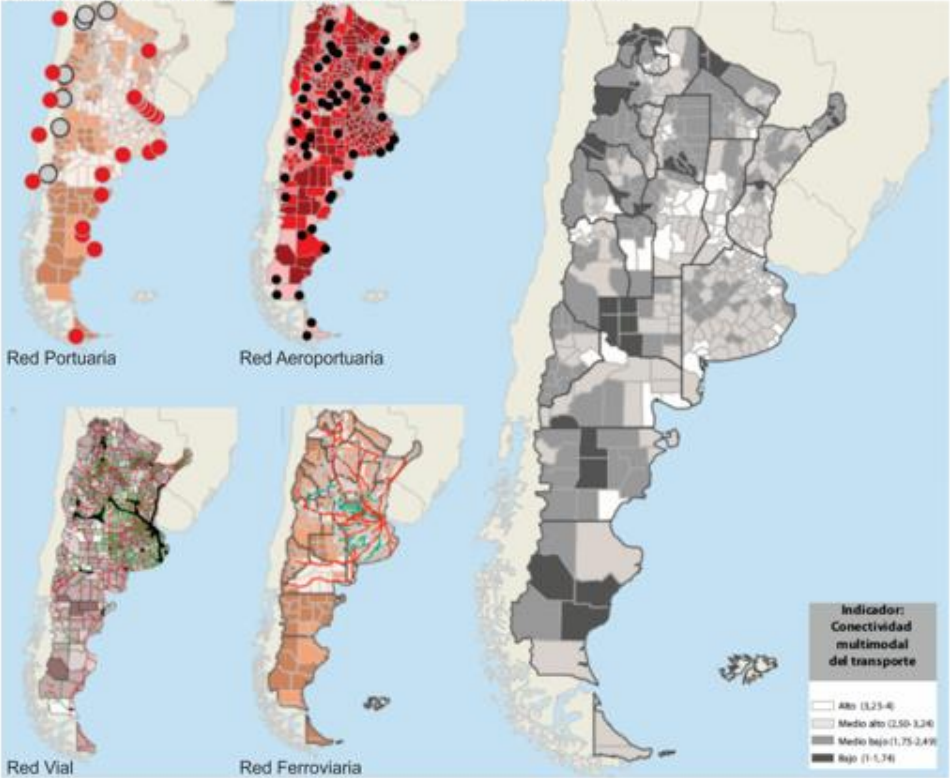 Red Portuaria
Red Aeroportuaria
Red Vial
Red Ferroviaria
Indicador:
Conectividad
multimodal
del transporte
Alto (3,25-4)
Medio alto (2,50-3,24)
Medio bajo (1,75-2,49)
Bajo (1-1,74)